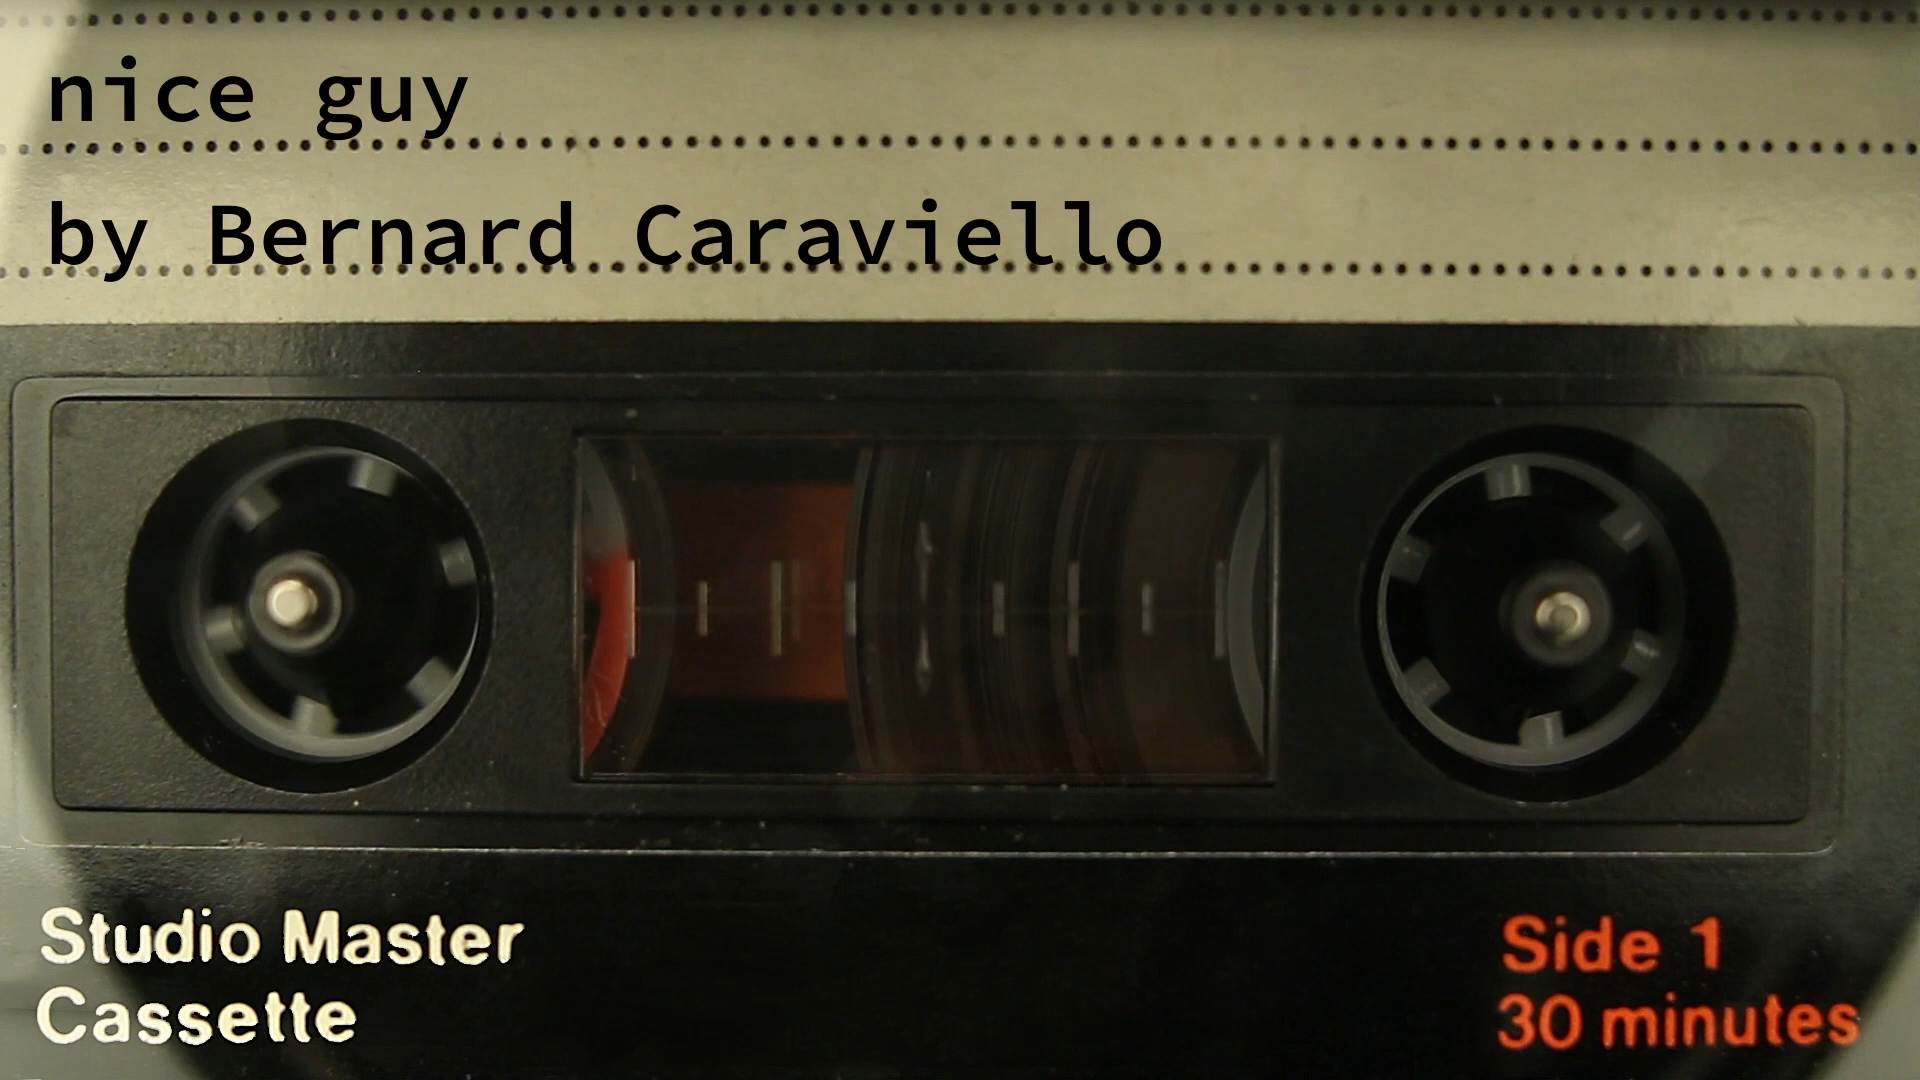 nice guy
by Bernard Caraviello
Studio Master
Cassette
Side 1
30 minutes